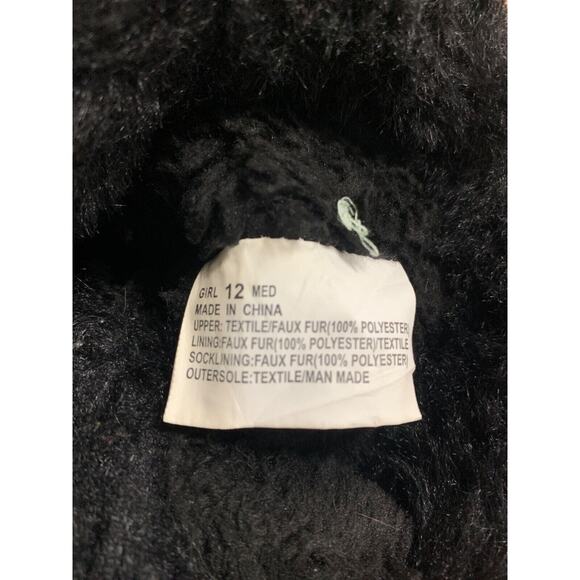 GIRL 12 MED
MADE IN CHINA
UPPER: TEXTILE/FAUX FUR(100% POLYESTER)
LINING:FAUX FUR(100% POLYESTER)/TEXTILE
SOCKLINING:FAUX FUR(100% POLYESTER)
OUTERSOLE:TEXTILE/MAN MADE